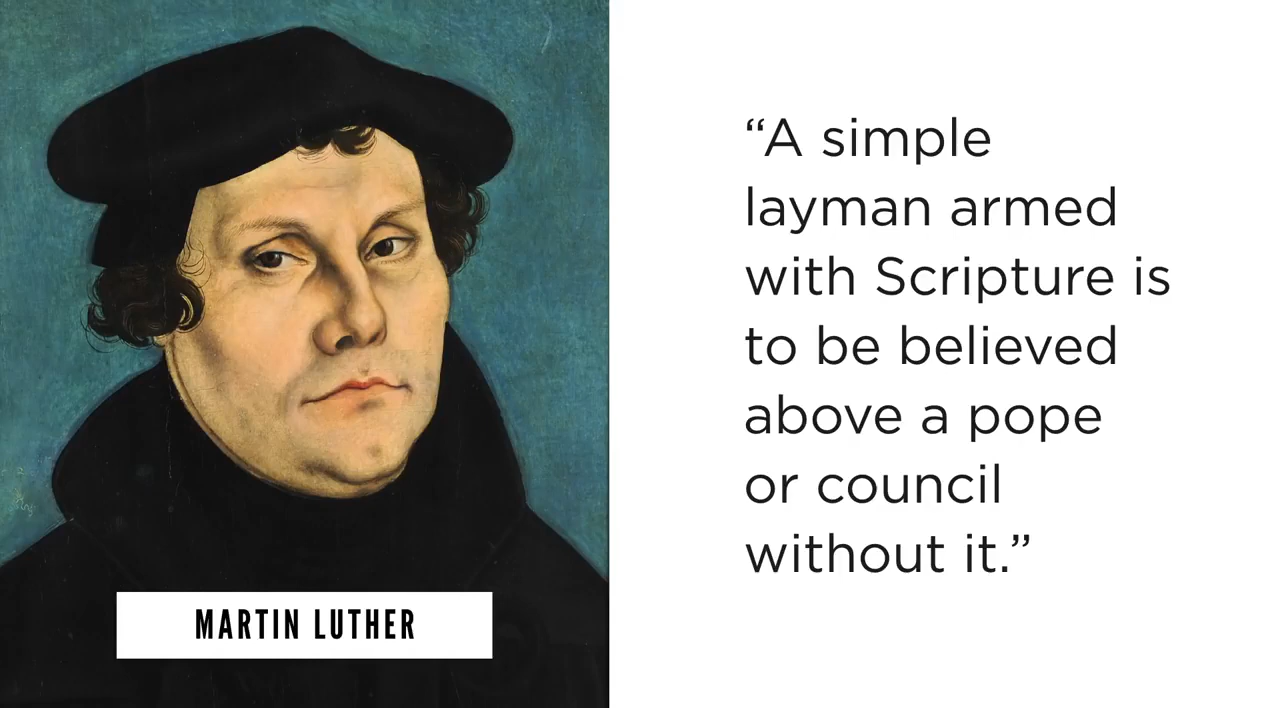 MARTIN LUTHER
“A simple
layman armed
with Scripture is
to be believed
above a pope
or council
without it.”